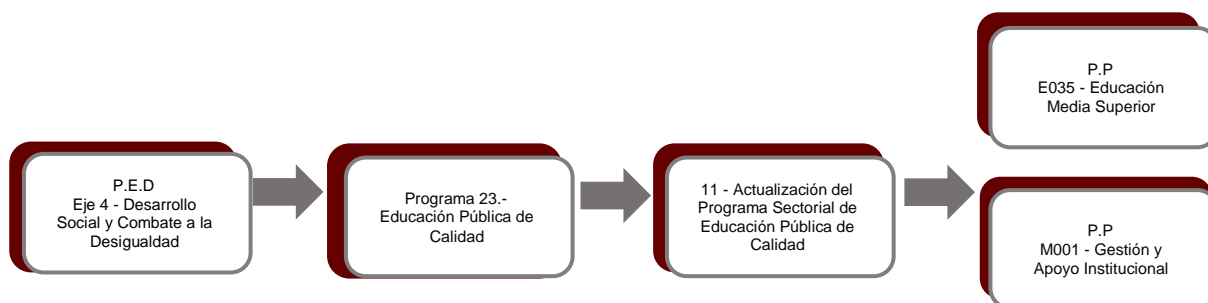 P.E.D
Eje 4 - Desarrollo
Social y Combate a la
Desigualdad
Programa 23.-
Educación Pública de
Calidad
11 - Actualización del
Programa Sectorial de
Educación Pública de
Calidad
P.P
E035 - Educación
Media Superior
P.P
M001 - Gestión y
Apoyo Institucional